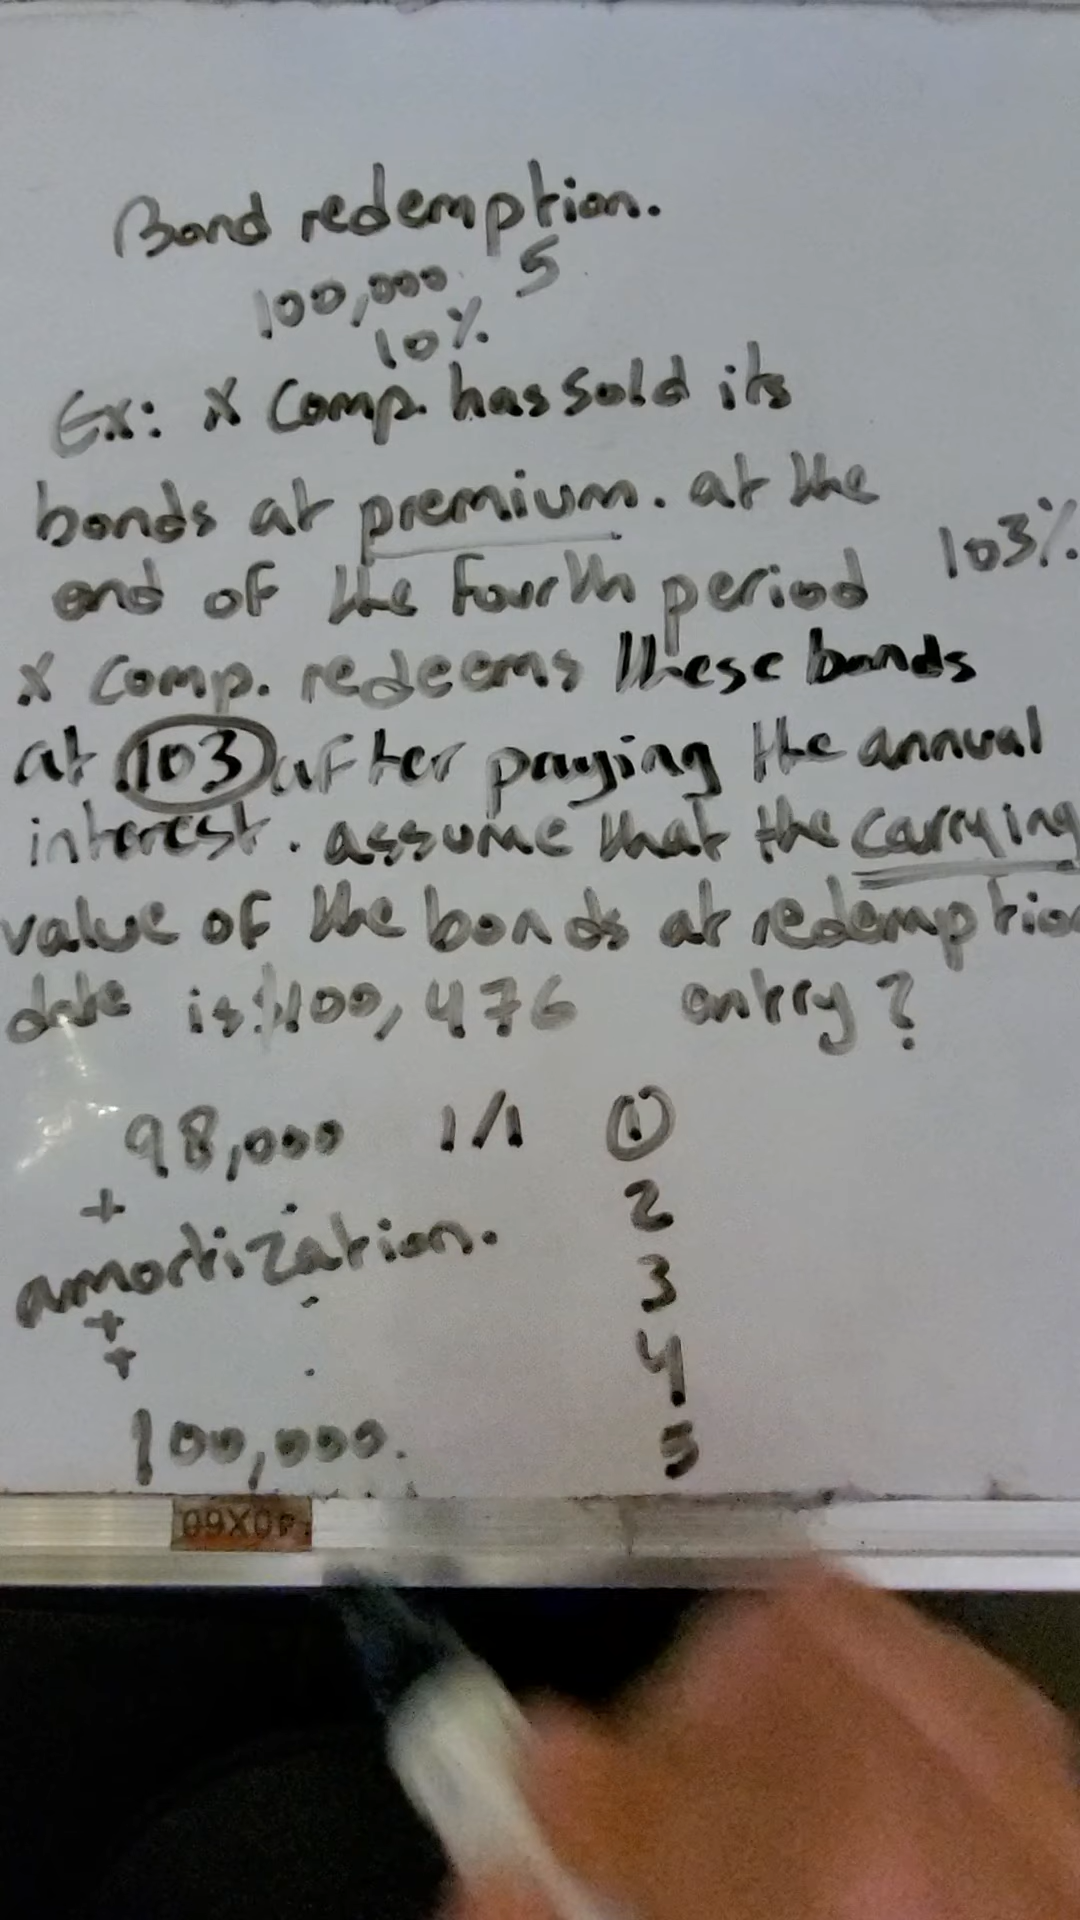 Bond redemption.
100,000 5
10%
Ex: X Comp. has sold its
bonds at premium. at the
end of the fourth period 103%.
X Comp. redeems these bands
at 103 after paying the annual
interest. assume that the carrying
value of the bonds at redemption
date is $100,476 entry?
98,000 1/1 1
+ 2
amortization.
3
+
+ 4
100,000. 5
09X0P